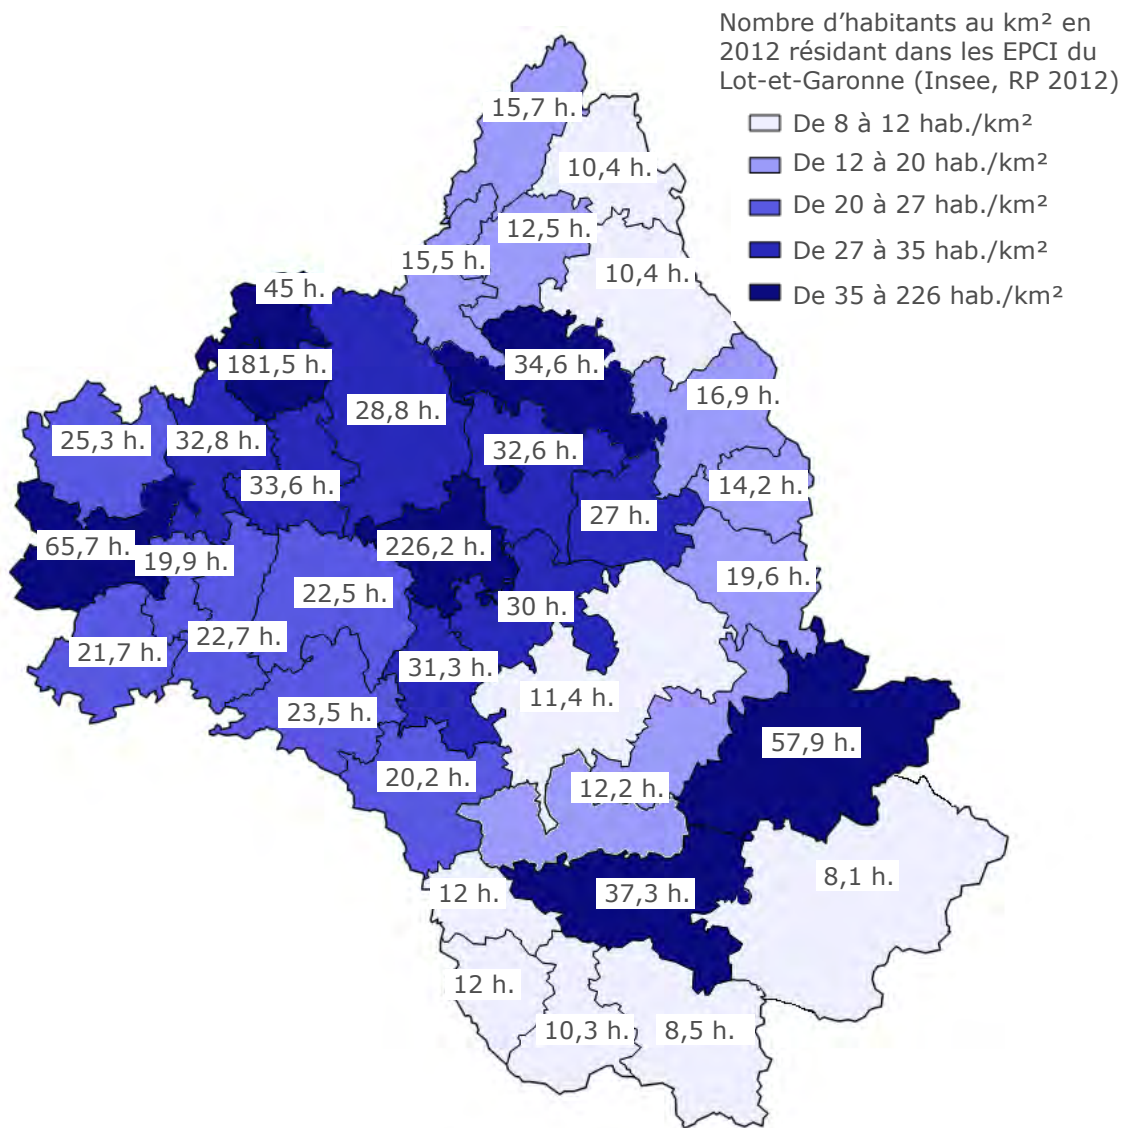 Nombre d’habitants au km² en
2012 résidant dans les EPCI du
Lot-et-Garonne (Insee, RP 2012)
De 8 à 12 hab./km²
De 12 à 20 hab./km²
De 20 à 27 hab./km²
De 27 à 35 hab./km²
De 35 à 226 hab./km²
15,7 h.
10,4 h.
12,5 h.
15,5 h.
10,4 h.
45 h.
181,5 h.
34,6 h.
16,9 h.
28,8 h.
25,3 h.
32,8 h.
32,6 h.
33,6 h.
14,2 h.
27 h.
65,7 h.
226,2 h.
19,9 h.
19,6 h.
22,5 h.
30 h.
22,7 h.
21,7 h.
31,3 h.
11,4 h.
23,5 h.
57,9 h.
20,2 h.
12,2 h.
8,1 h.
12 h.
37,3 h.
12 h.
10,3 h.
8,5 h.